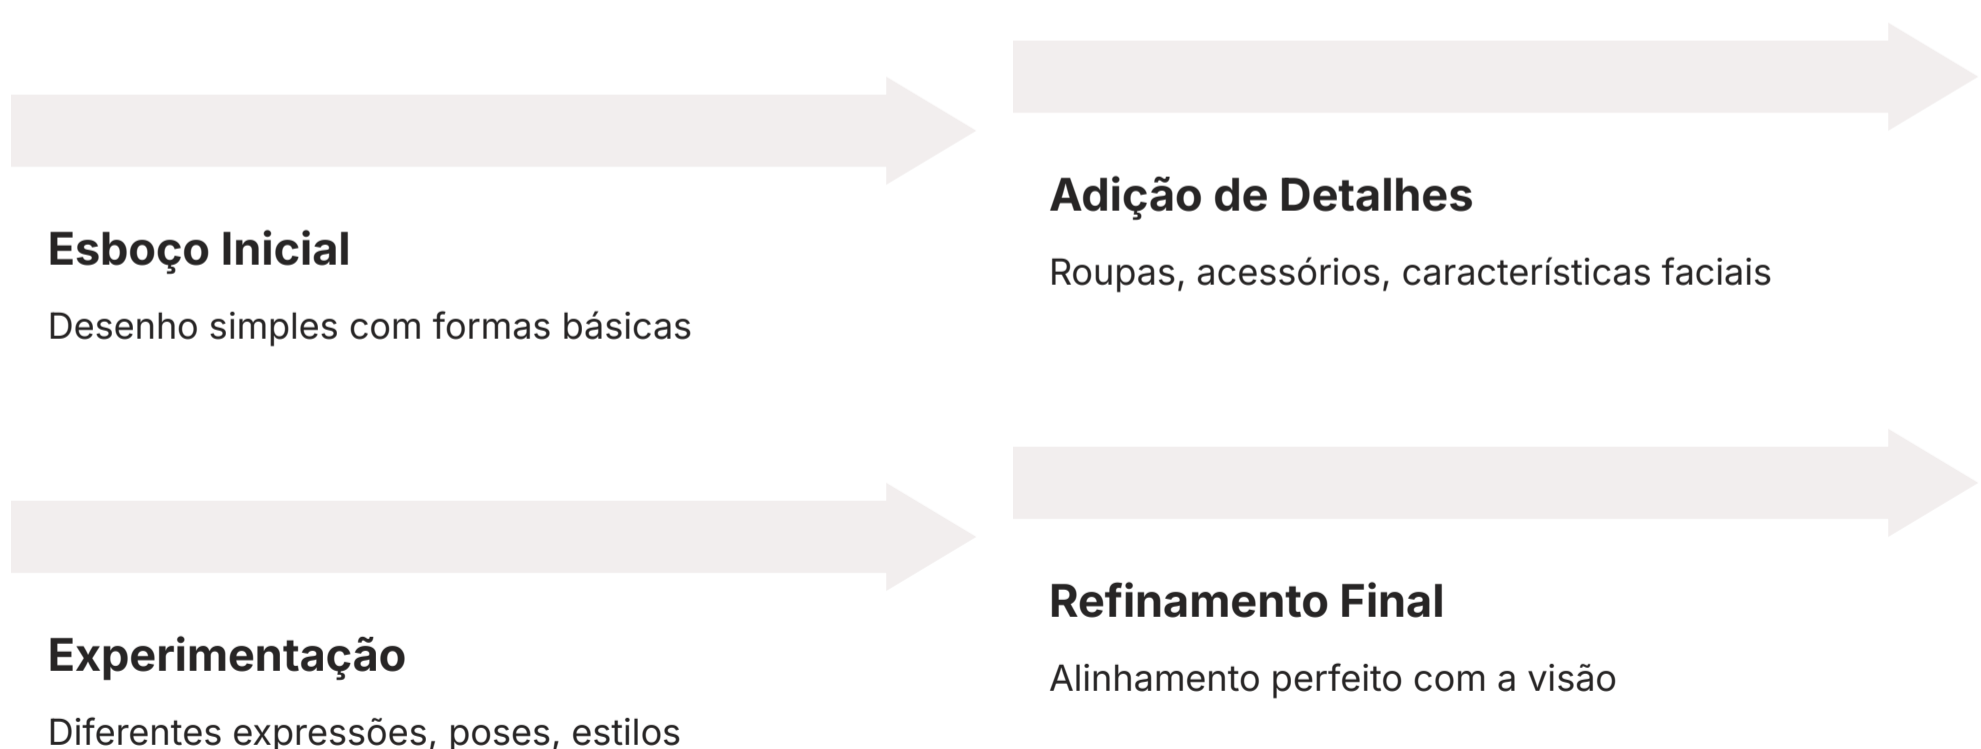 Esboço Inicial
Desenho simples com formas básicas
Adição de Detalhes
Roupas, acessórios, características faciais
Experimentação
Diferentes expressões, poses, estilos
Refinamento Final
Alinhamento perfeito com a visão